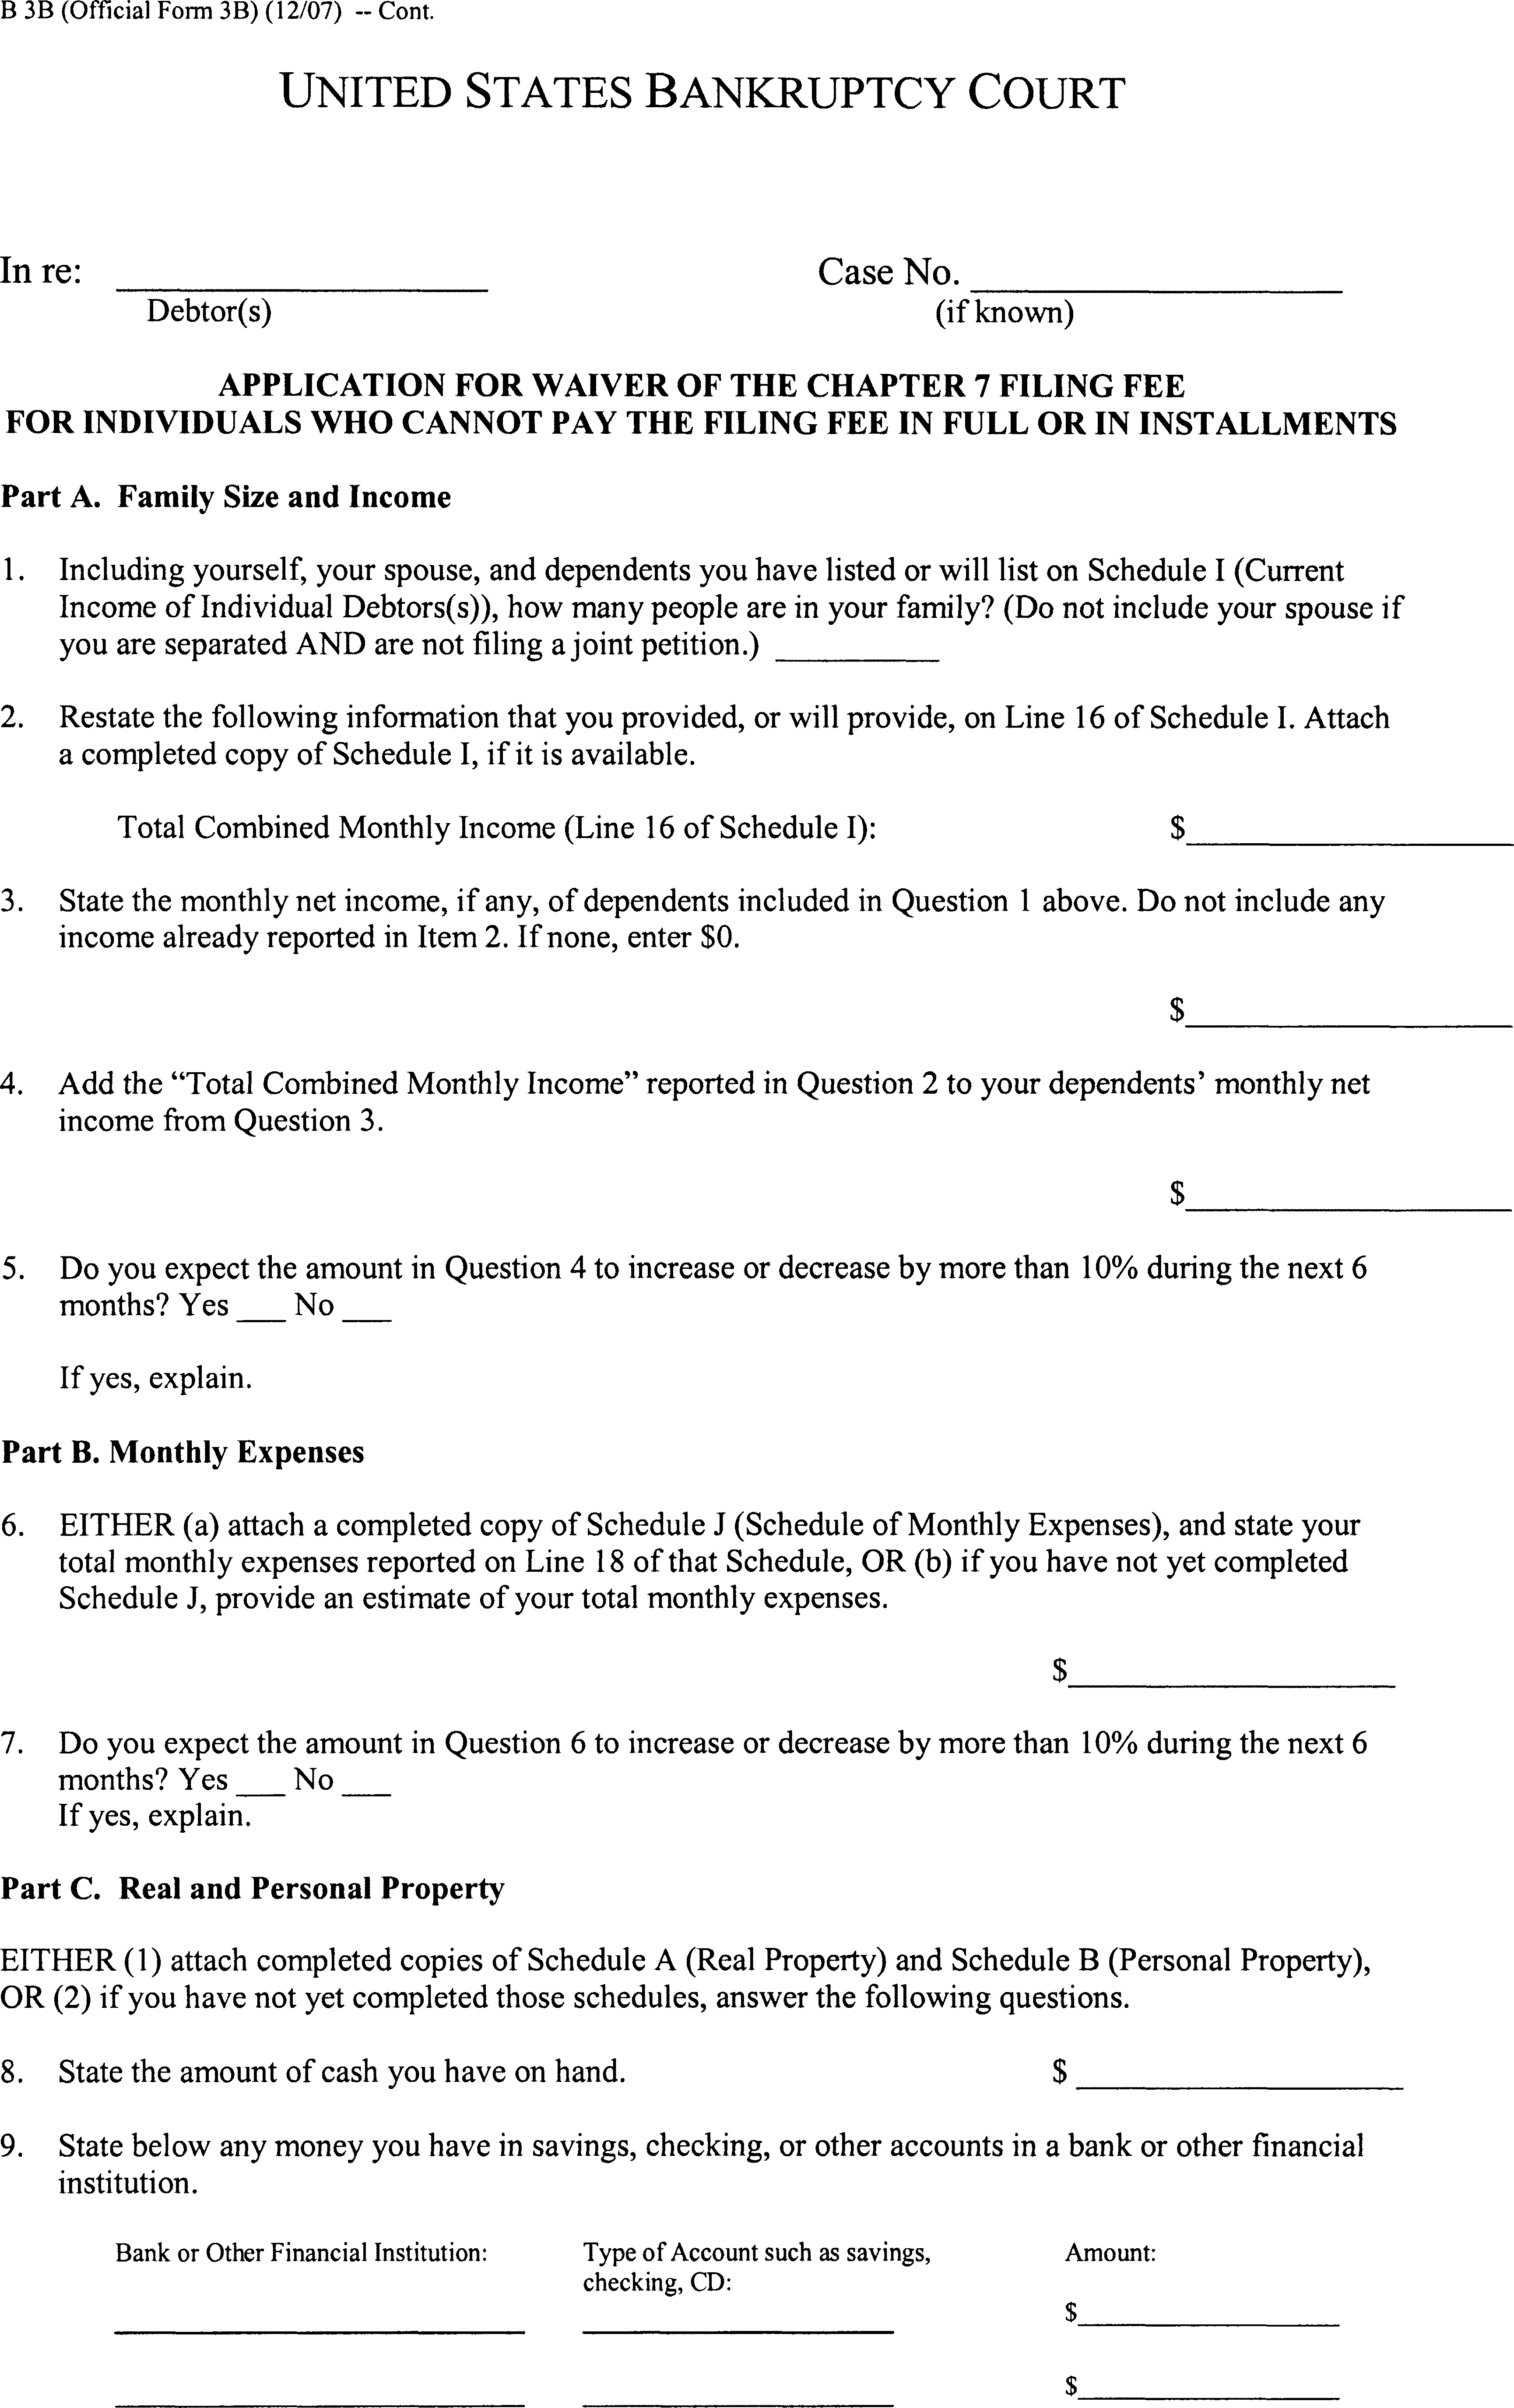 B 3B (Official Form 3B) (12/07) -- Cont.
UNITED STATES BANKRUPTCY COURT
In re: ____________ Case No. ____________
Debtor(s) (if known)
APPLICATION FOR WAIVER OF THE CHAPTER 7 FILING FEE
FOR INDIVIDUALS WHO CANNOT PAY THE FILING FEE IN FULL OR IN INSTALLMENTS
Part A. Family Size and Income
1. Including yourself, your spouse, and dependents you have listed or will list on Schedule I (Current
Income of Individual Debtors(s)), how many people are in your family? (Do not include your spouse if
you are separated AND are not filing a joint petition.) ________
2. Restate the following information that you provided, or will provide, on Line 16 of Schedule I. Attach
a completed copy of Schedule I, if it is available.
Total Combined Monthly Income (Line 16 of Schedule I): $____________
3. State the monthly net income, if any, of dependents included in Question 1 above. Do not include any
income already reported in Item 2. If none, enter $0.
$____________
4. Add the “Total Combined Monthly Income” reported in Question 2 to your dependents’ monthly net
income from Question 3.
$____________
5. Do you expect the amount in Question 4 to increase or decrease by more than 10% during the next 6
months? Yes ___ No ___
If yes, explain.
Part B. Monthly Expenses
6. EITHER (a) attach a completed copy of Schedule J (Schedule of Monthly Expenses), and state your
total monthly expenses reported on Line 18 of that Schedule, OR (b) if you have not yet completed
Schedule J, provide an estimate of your total monthly expenses.
$____________
7. Do you expect the amount in Question 6 to increase or decrease by more than 10% during the next 6
months? Yes ___ No ___
If yes, explain.
Part C. Real and Personal Property
EITHER (1) attach completed copies of Schedule A (Real Property) and Schedule B (Personal Property),
OR (2) if you have not yet completed those schedules, answer the following questions.
8. State the amount of cash you have on hand. $ ____________
9. State below any money you have in savings, checking, or other accounts in a bank or other financial
institution.
Bank or Other Financial Institution: Type of Account such as savings, Amount:
checking, CD:
____________ ____________ $____________
____________ ____________ $____________